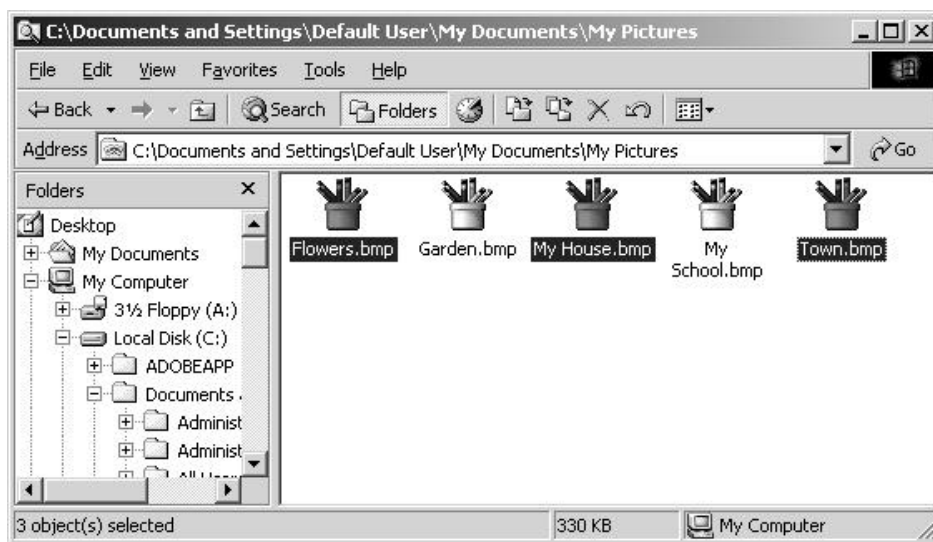 C:\Documents and Settings\Default User\My Documents\My Pictures
File Edit View Favorites Tools Help
Back Search Folders
Address C:\Documents and Settings\Default User\My Documents\My Pictures Go
Folders
Desktop
My Documents
My Computer
3½ Floppy (A:)
Local Disk (C:)
ADOBEAPP
Documents
Administ
Administ
Flowers.bmp Garden.bmp My House.bmp My School.bmp Town.bmp
3 object(s) selected 330 KB My Computer